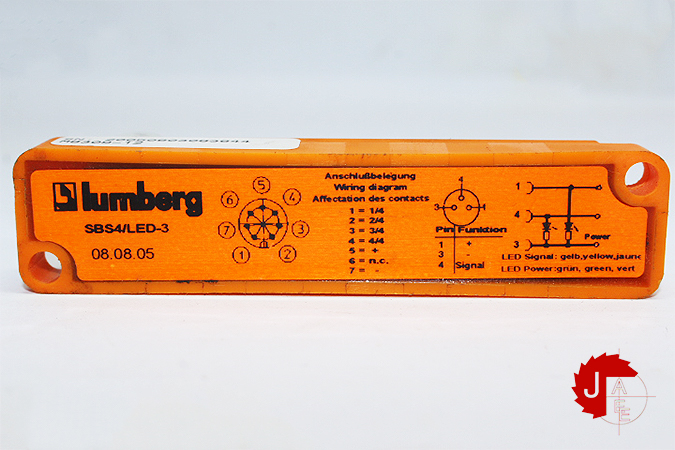 lumberg
SBS4/LED-3
08.08.05
5
6
4
7
3
1
2
Anschlußbelegung
Wiring diagram
Affectation des contacts
1 = 1/4
2 = 2/4
3 = 3/4
4 = 4/4
5 = +
6 = n.c.
7 = -
4
1
3
Pin Funktion
1 +
3 -
4 Signal
1
4
3
Power
LED Signal: gelb,yellow,jaune
LED Power:grün, green, vert
J
A
E
E